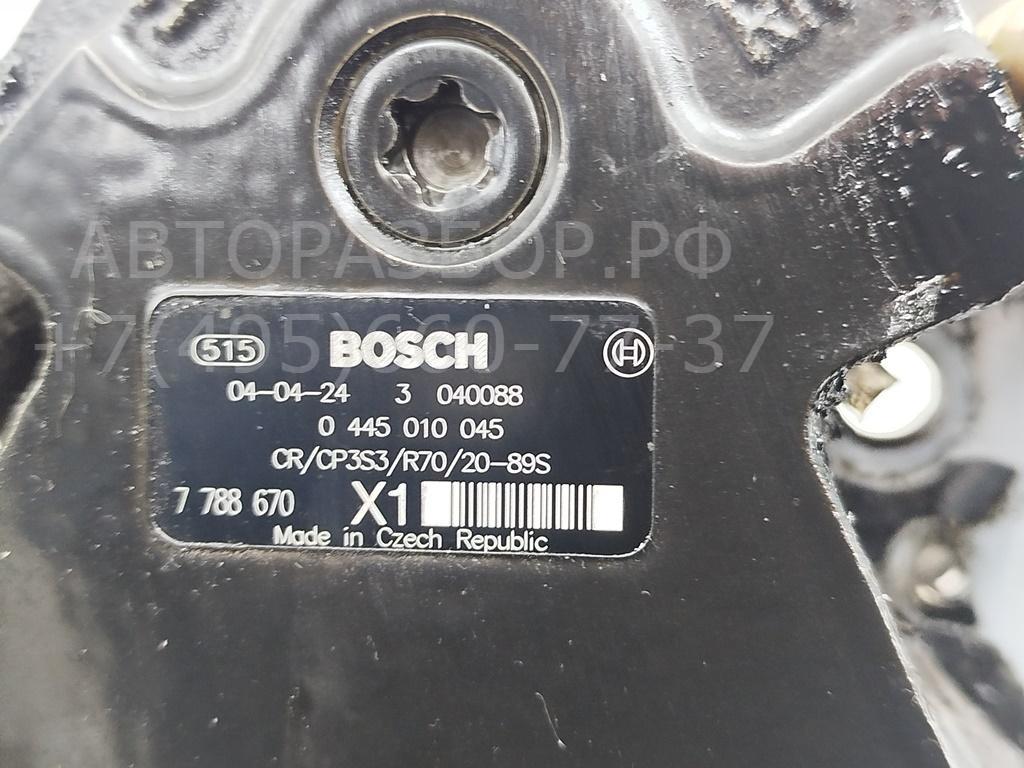 АВТОРАЗБОР.РФ
+7(495)660-77-37
515 BOSCH
04-04-24 3 040088
0 445 010 045
CR/CP3S3/R70/20-89S
7 788 670 X1
Made in Czech Republic